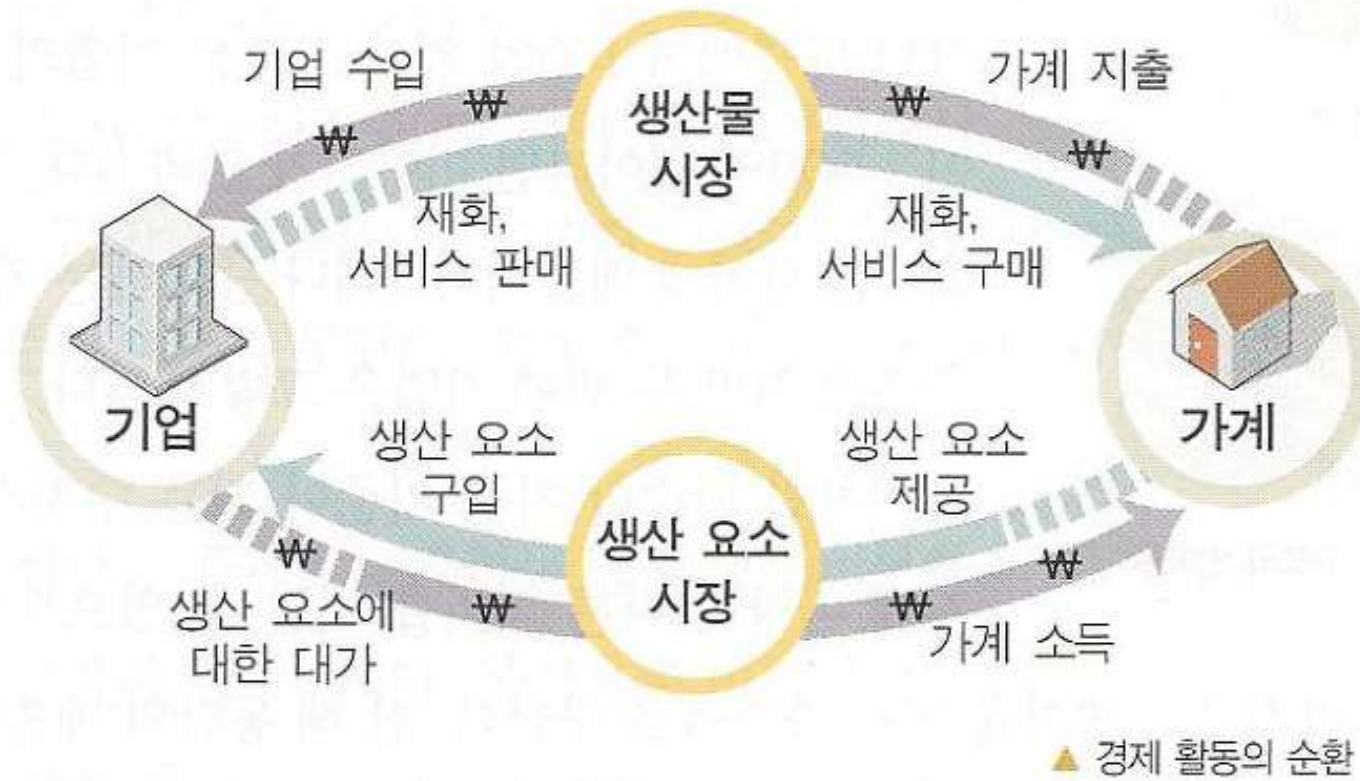 기업 수입
가계 지출
₩
₩
₩
₩
생산물
시장
재화,
서비스 판매
재화,
서비스 구매
기업
가계
생산 요소
구입
생산 요소
제공
생산 요소
시장
₩
₩
₩
₩
생산 요소에
대한 대가
가계 소득
▲ 경제 활동의 순환